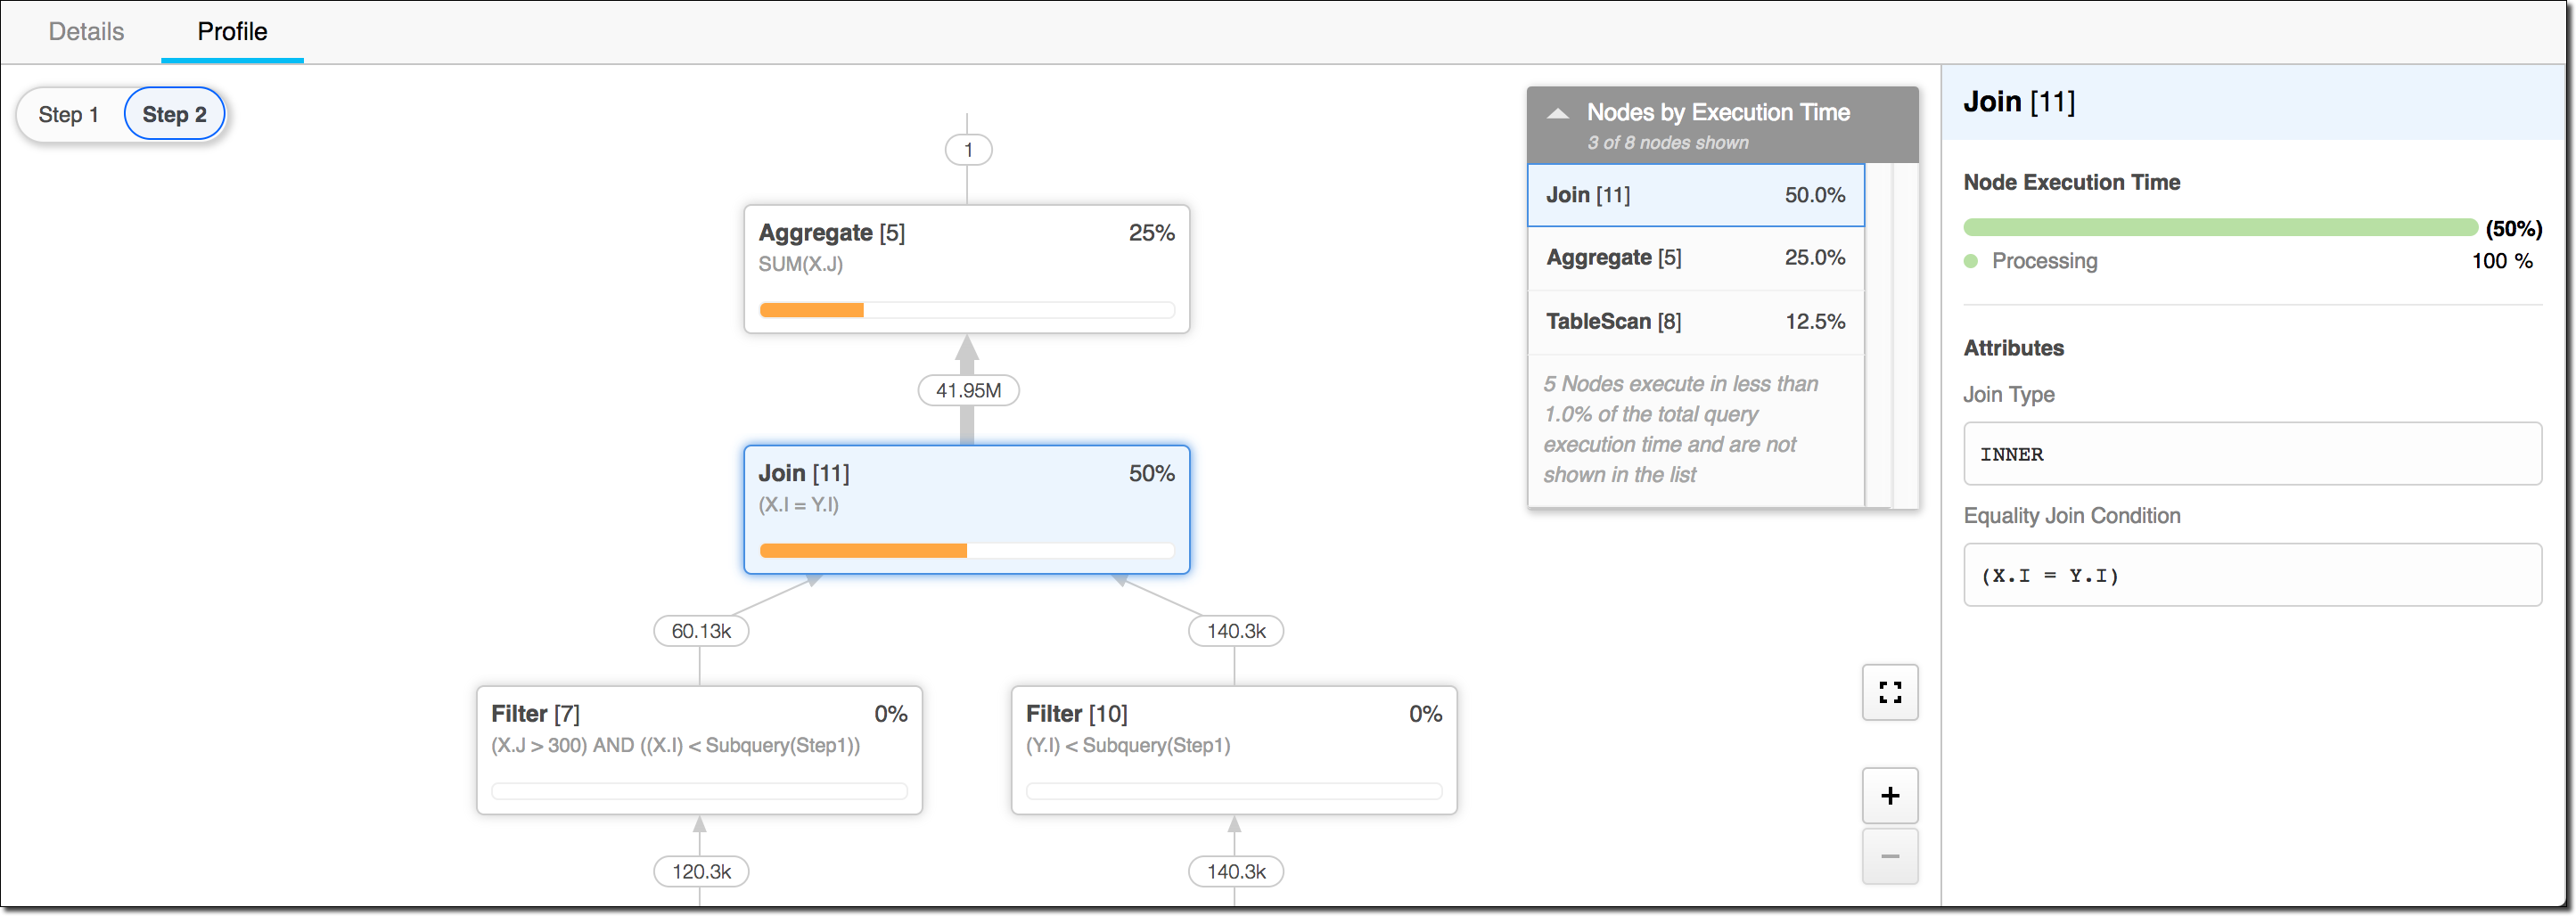 Details
Profile
Step 1
Step 2
1
Aggregate [5] 25%
SUM(X.J)
41.95M
Join [11] 50%
(X.I = Y.I)
60.13k
140.3k
Filter [7] 0%
(X.J > 300) AND ((X.I) < Subquery(Step1))
Filter [10] 0%
(Y.I) < Subquery(Step1)
120.3k
140.3k
Nodes by Execution Time
3 of 8 nodes shown
Join [11] 50.0%
Aggregate [5] 25.0%
TableScan [8] 12.5%
5 Nodes execute in less than
1.0% of the total query
execution time and are not
shown in the list
Join [11]
Node Execution Time
(50%)
Processing 100 %
Attributes
Join Type
INNER
Equality Join Condition
(X.I = Y.I)